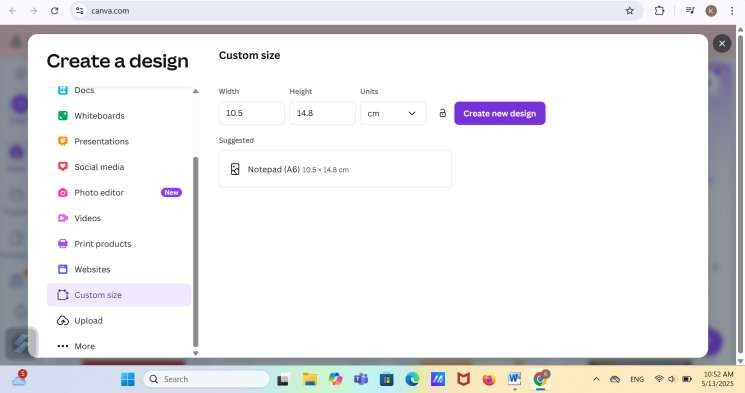 canva.com
K
Create a design
Custom size
Docs
Whiteboards
Presentations
Social media
Photo editor New
Videos
Print products
Websites
Custom size
Upload
More
Width Height Units
10.5 14.8 cm Create new design
Suggested
Notepad (A6) 10.5 × 14.8 cm
5
Search
ENG
10:52 AM
5/13/2025